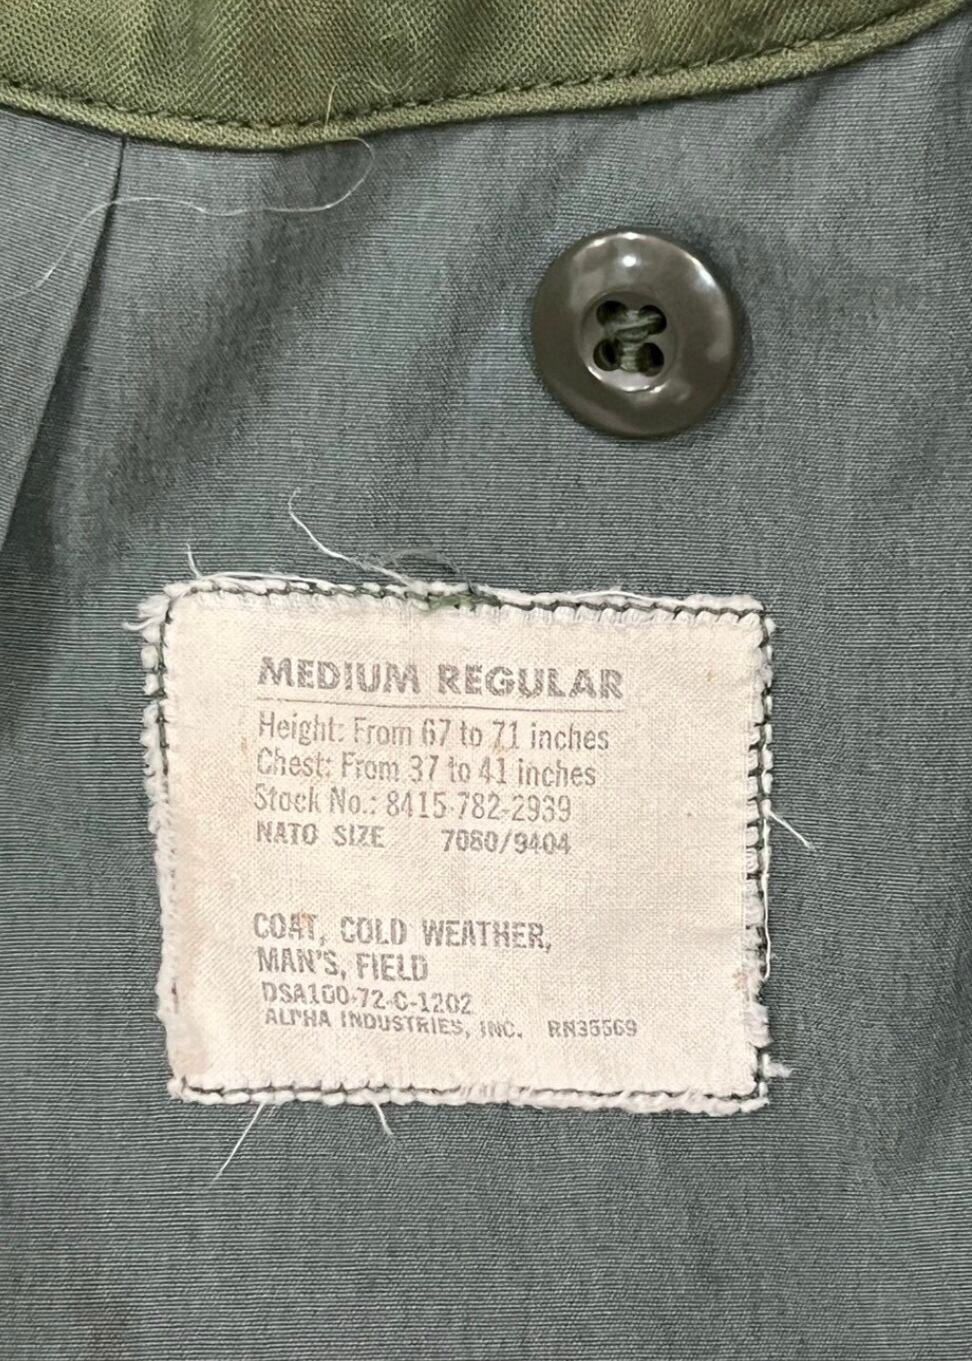 MEDIUM REGULAR
Height: From 67 to 71 inches
Chest: From 37 to 41 inches
Stock No.: 8415-782-2939
NATO SIZE 7080/9404
COAT, COLD WEATHER,
MAN'S, FIELD
DSA100-72-C-1202
ALPHA INDUSTRIES, INC. RN35569